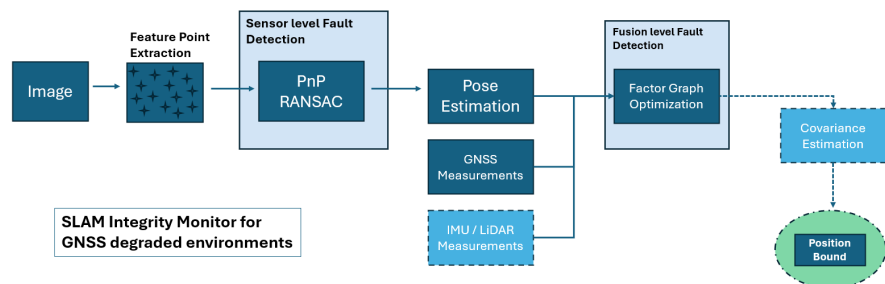 Sensor level Fault
Detection
Feature Point
Extraction
Image
PnP
RANSAC
Pose
Estimation
GNSS
Measurements
IMU / LiDAR
Measurements
Fusion level Fault
Detection
Factor Graph
Optimization
Covariance
Estimation
Position
Bound
SLAM Integrity Monitor for
GNSS degraded environments